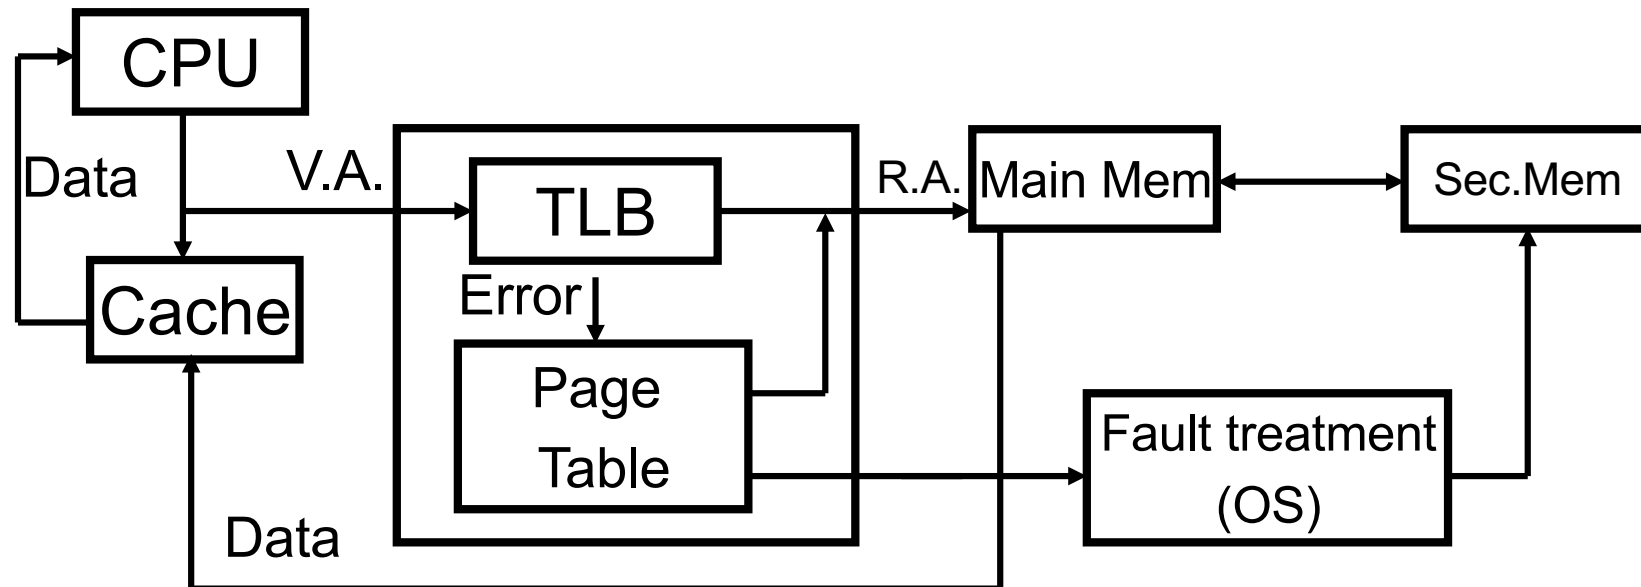 CPU
Data
V.A.
TLB
R.A.
Main Mem
Sec.Mem
Cache
Error
Page
Table
Fault treatment
(OS)
Data